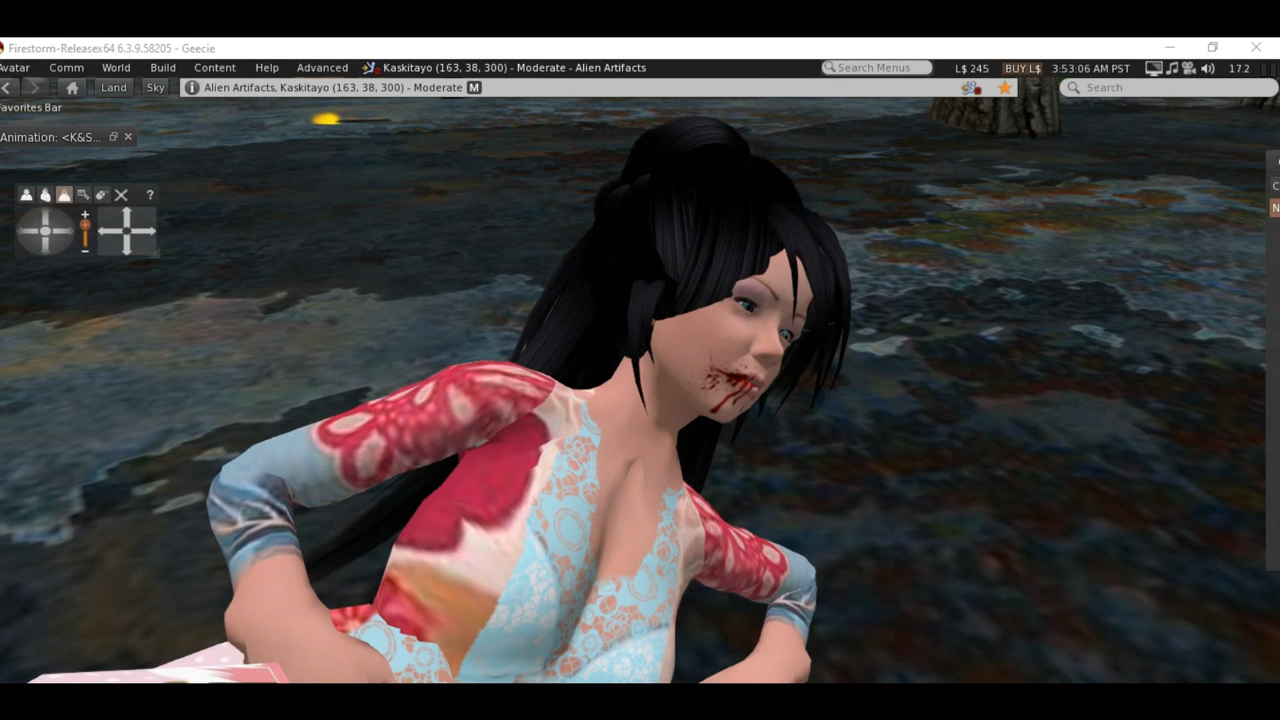 Firestorm-Releasex64 6.3.9.58205 - Geecie
Avatar Comm World Build Content Help Advanced Kaskitayo (163, 38, 300) - Moderate - Alien Artifacts Search Menus L$ 245 BUY L$ 3:53:06 AM PST 17.2
Land Sky Alien Artifacts, Kaskitayo (163, 38, 300) - Moderate M Search
Favorites Bar
Animation: <K&S...
?
C
N